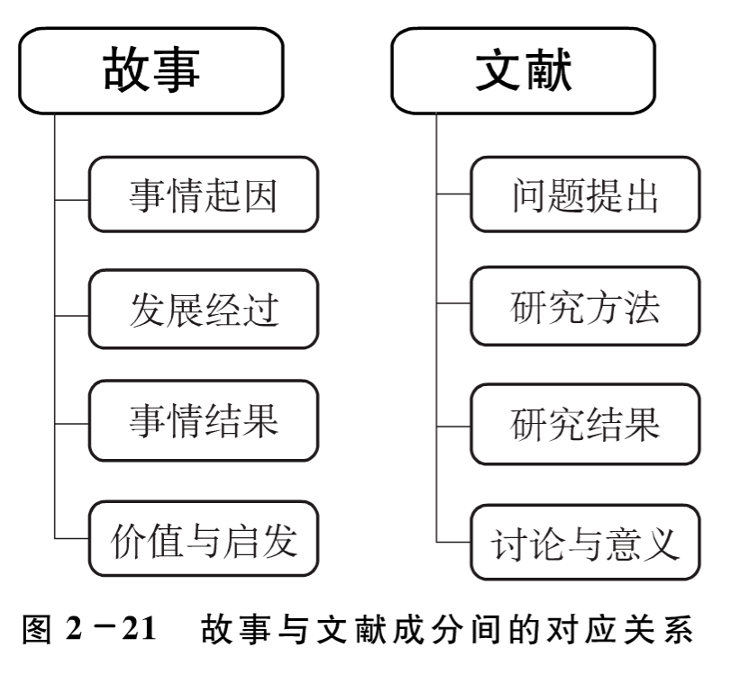 故事
事情起因
发展经过
事情结果
价值与启发
文献
问题提出
研究方法
研究结果
讨论与意义
图 2－21 故事与文献成分间的对应关系